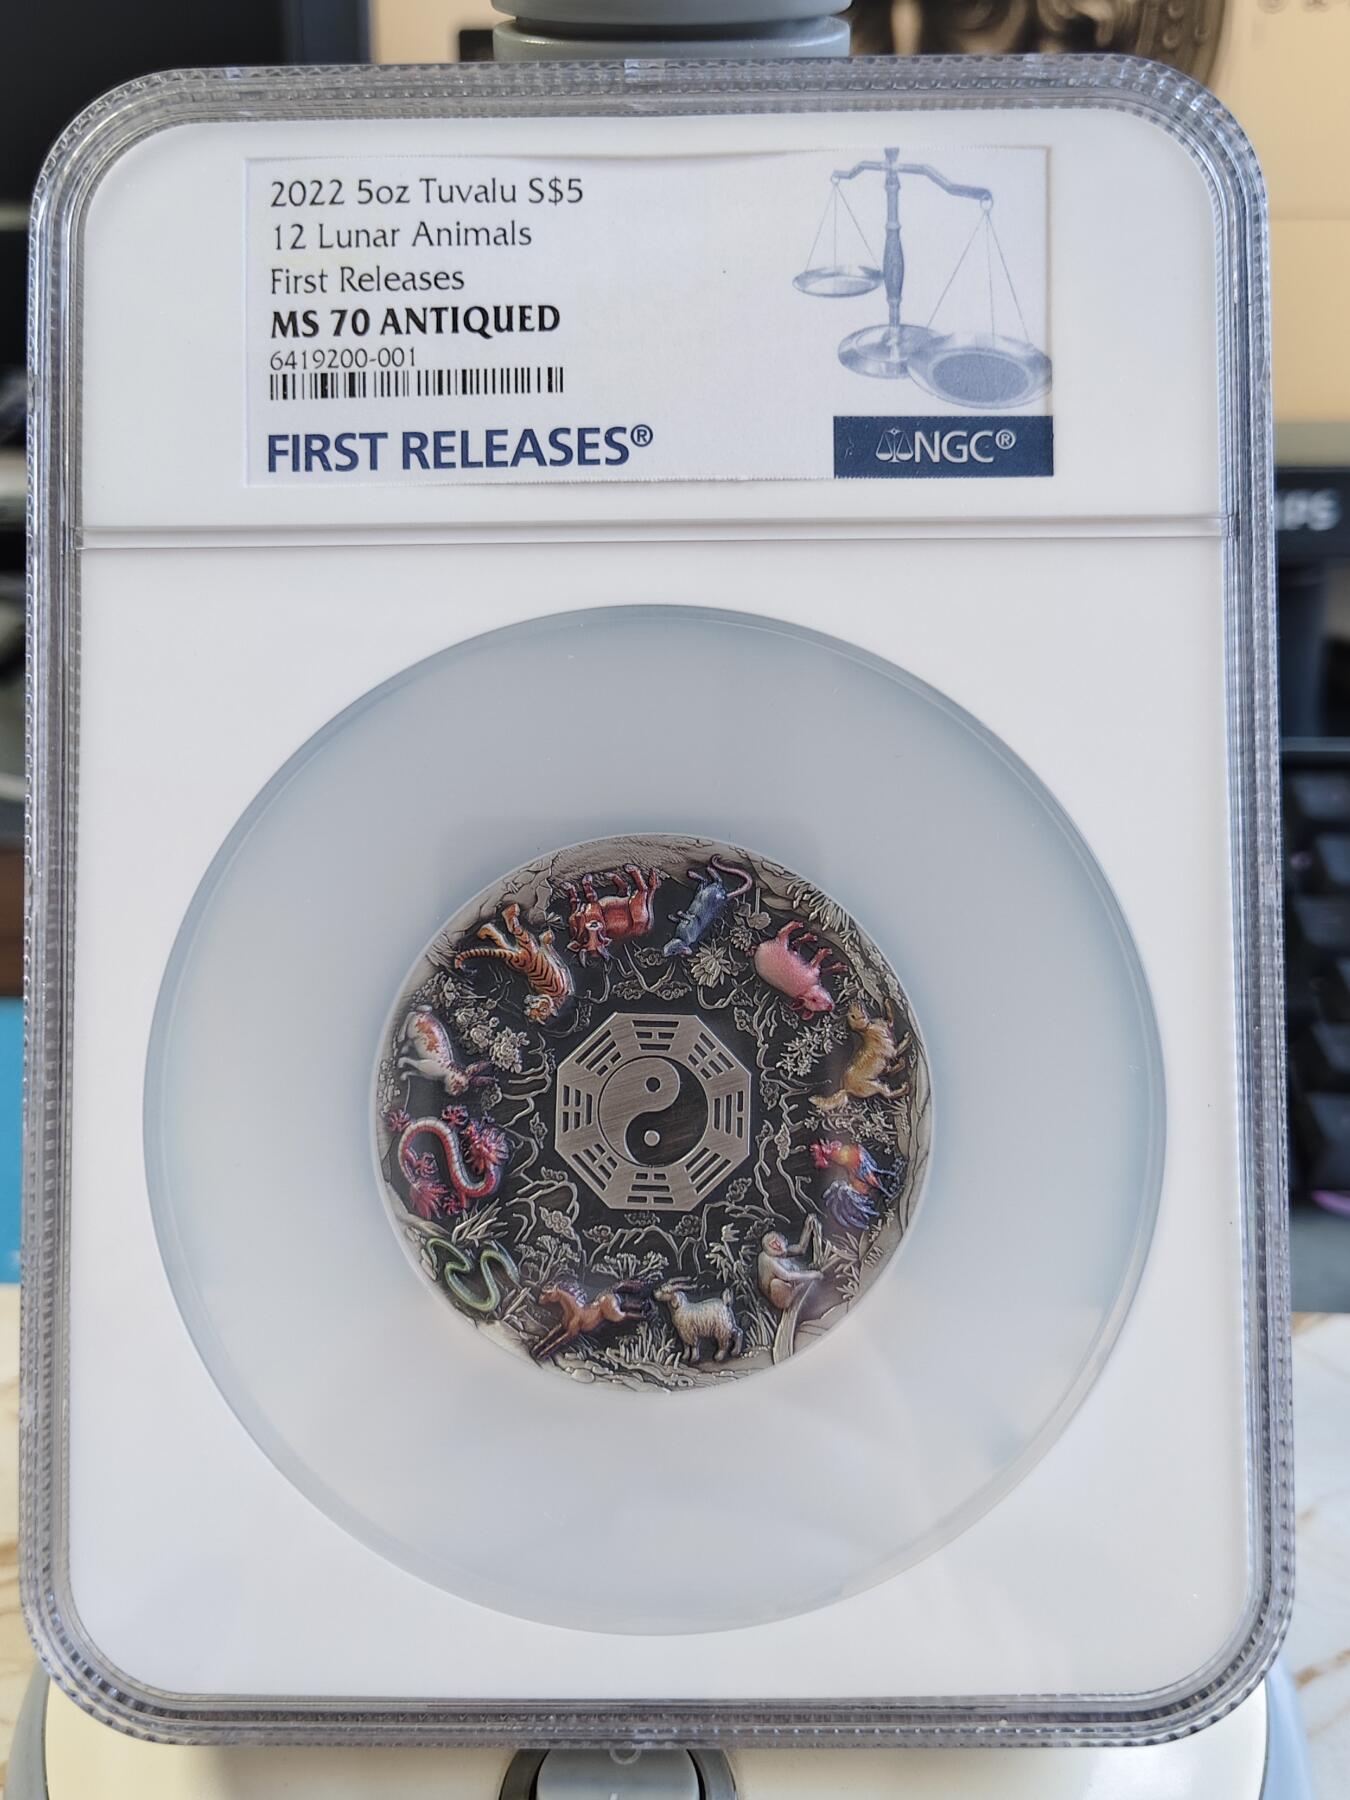 2022 5oz Tuvalu S$5
12 Lunar Animals
First Releases
MS 70 ANTIQUED
6419200-001
FIRST RELEASES®
NGC®